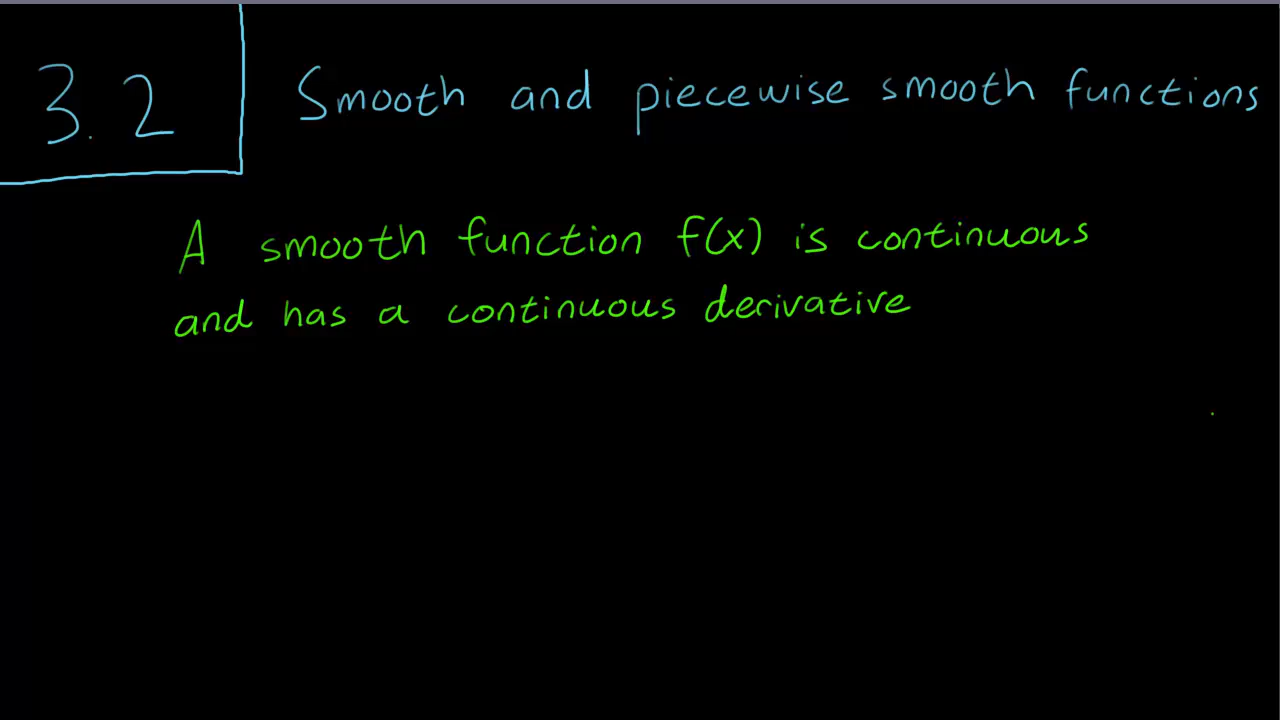 3.2
Smooth and piecewise smooth functions
A smooth function f(x) is continuous
and has a continuous derivative